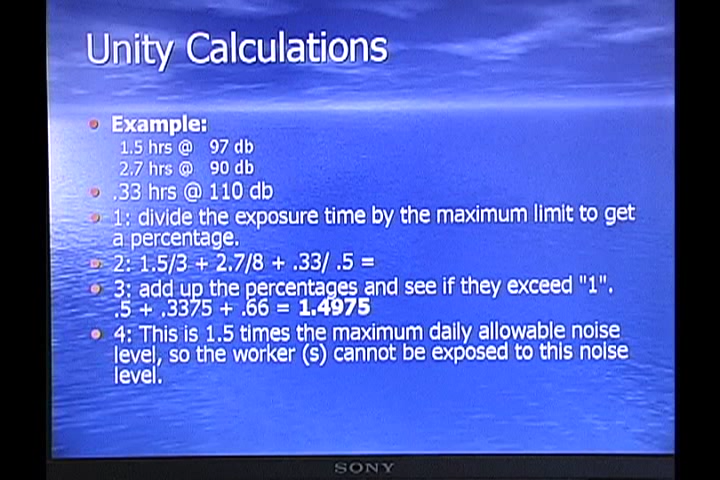 Unity Calculations
Example:
1.5 hrs @ 97 db
2.7 hrs @ 90 db
.33 hrs @ 110 db
1: divide the exposure time by the maximum limit to get
a percentage.
2: 1.5/3 + 2.7/8 + .33/ .5 =
3: add up the percentages and see if they exceed "1".
.5 + .3375 + .66 = 1.4975
4: This is 1.5 times the maximum daily allowable noise
level, so the worker (s) cannot be exposed to this noise
level.
SONY